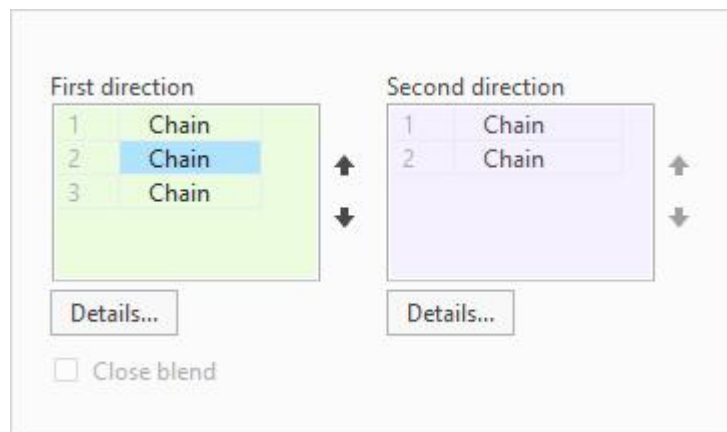 First direction
Second direction
1 Chain
2 Chain
3 Chain
1 Chain
2 Chain
Details...
Details...
Close blend